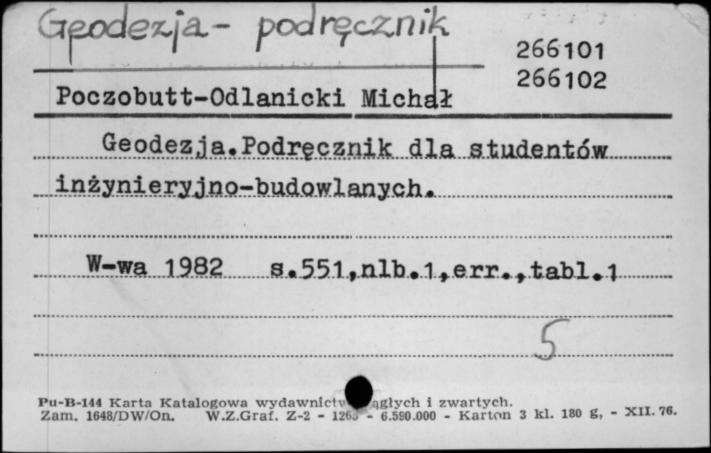 Geodezja - podręcznik
266101
266102
Poczobutt-Odlanicki Michał
Geodezja.Podręcznik dla studentów
inżynieryjno-budowlanych.
W-wa 1982 s.551,nlb.1,err.,tabl.1
5
Pu-B-144 Karta Katalogowa i zwartych.
Zam. 1648/DW/On. W.Z.Graf. Z-2 - - 6.590.000 - Karton 3 kl. 180 g, - XII. 76.